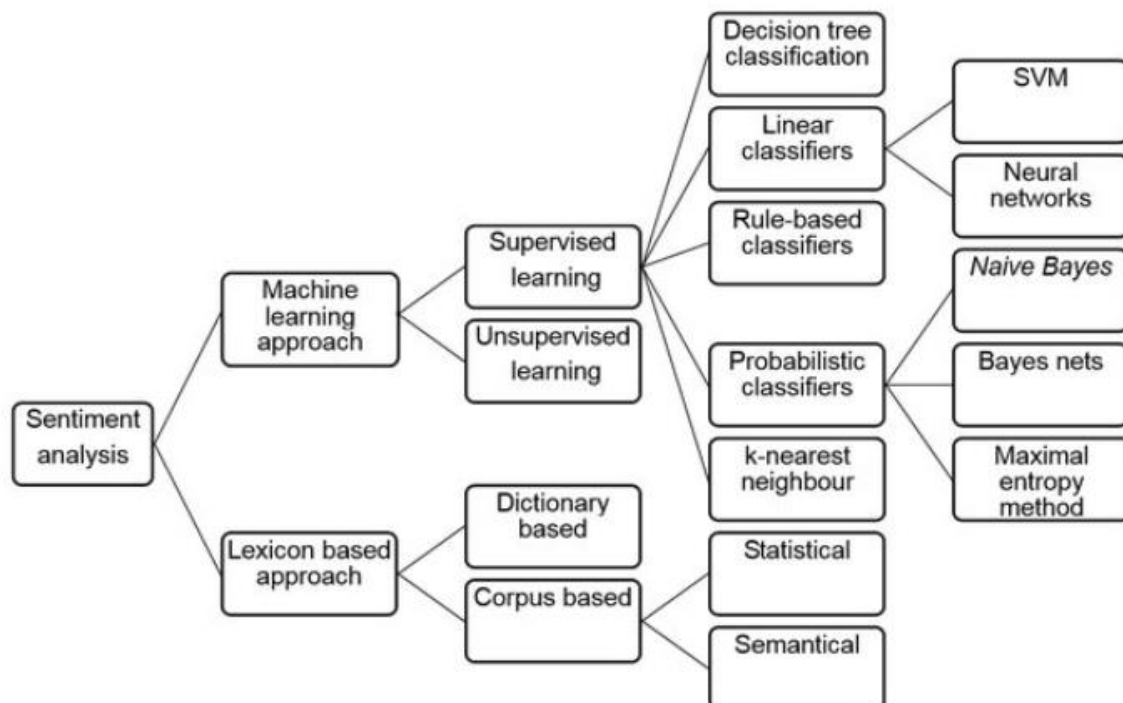 Sentiment
analysis
Machine
learning
approach
Lexicon based
approach
Supervised
learning
Unsupervised
learning
Dictionary
based
Corpus based
Decision tree
classification
Linear
classifiers
Rule-based
classifiers
Probabilistic
classifiers
k-nearest
neighbour
Statistical
Semantical
SVM
Neural
networks
Naive Bayes
Bayes nets
Maximal
entropy
method